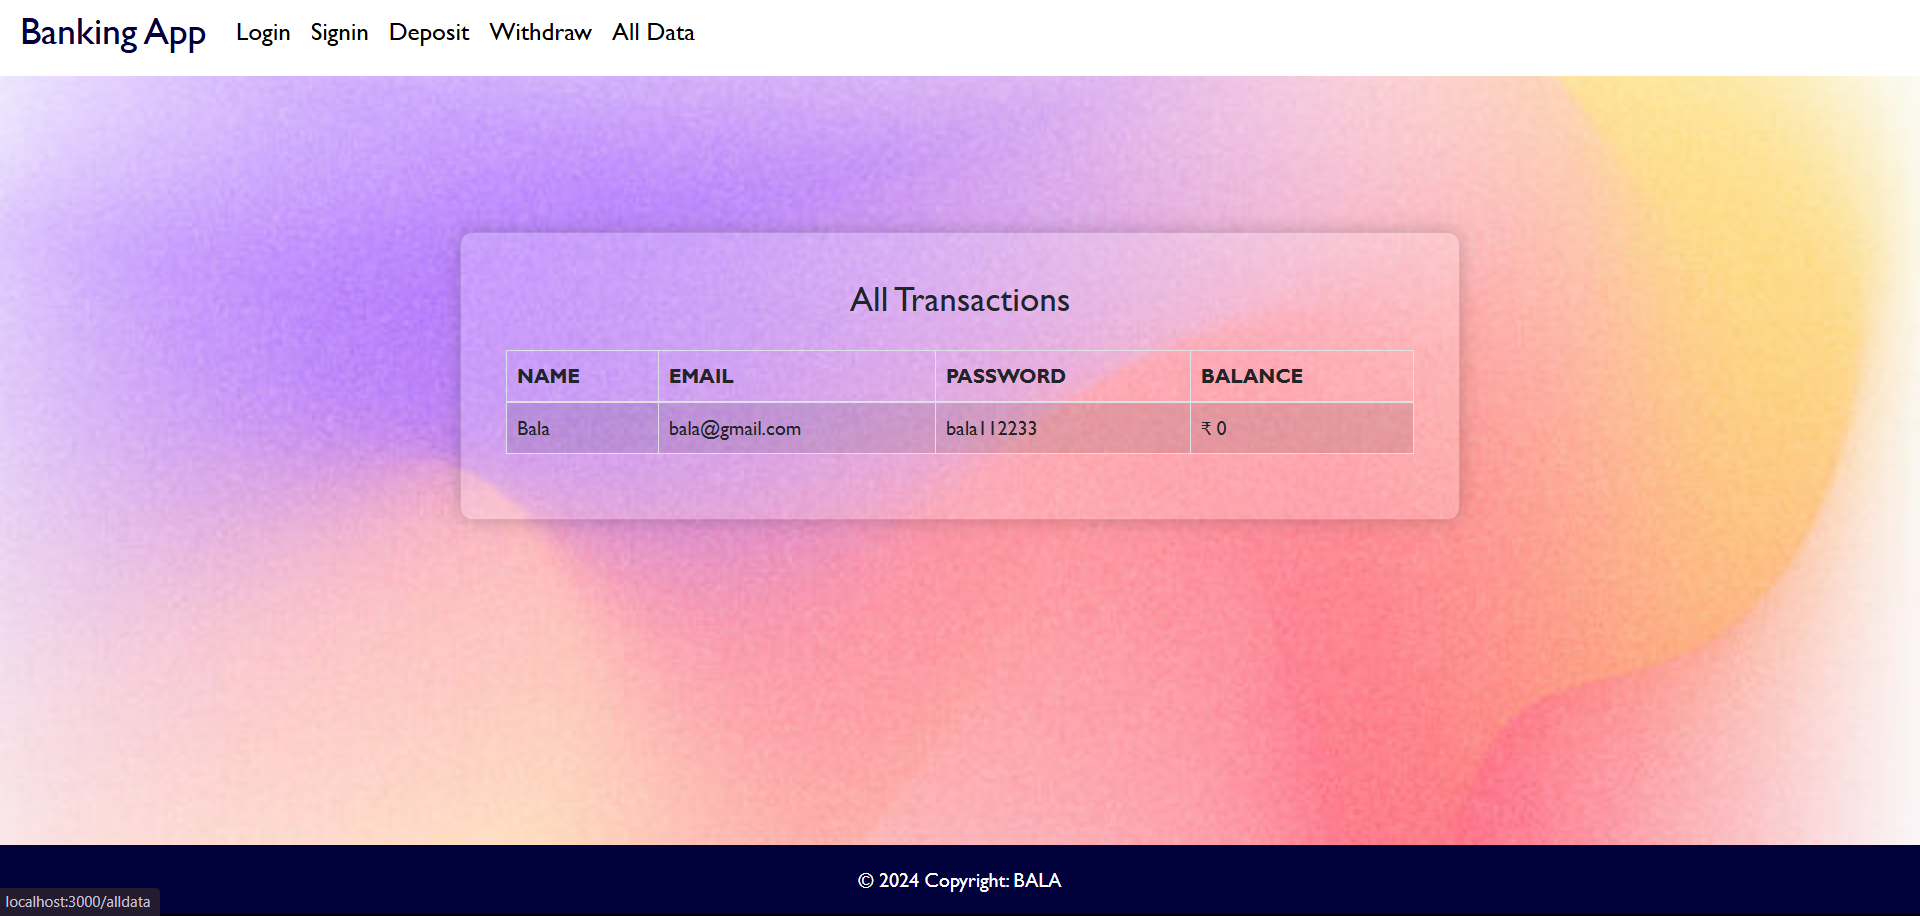 Banking App Login Signin Deposit Withdraw All Data
All Transactions
NAME EMAIL PASSWORD BALANCE
Bala bala@gmail.com bala112233 ₹ 0
© 2024 Copyright: BALA
localhost:3000/alldata